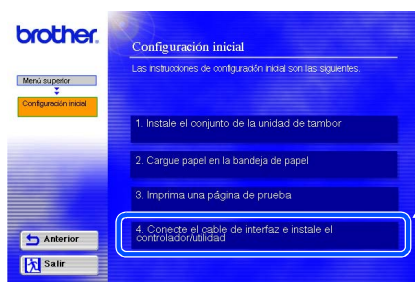 brother.
Configuración inicial
Las instrucciones de configuración inicial son las siguientes.
Menú superior
Configuración inicial
1. Instale el conjunto de la unidad de tambor
2. Cargue papel en la bandeja de papel
3. Imprima una página de prueba
4. Conecte el cable de interfaz e instale el
controlador/utilidad
Anterior
Salir